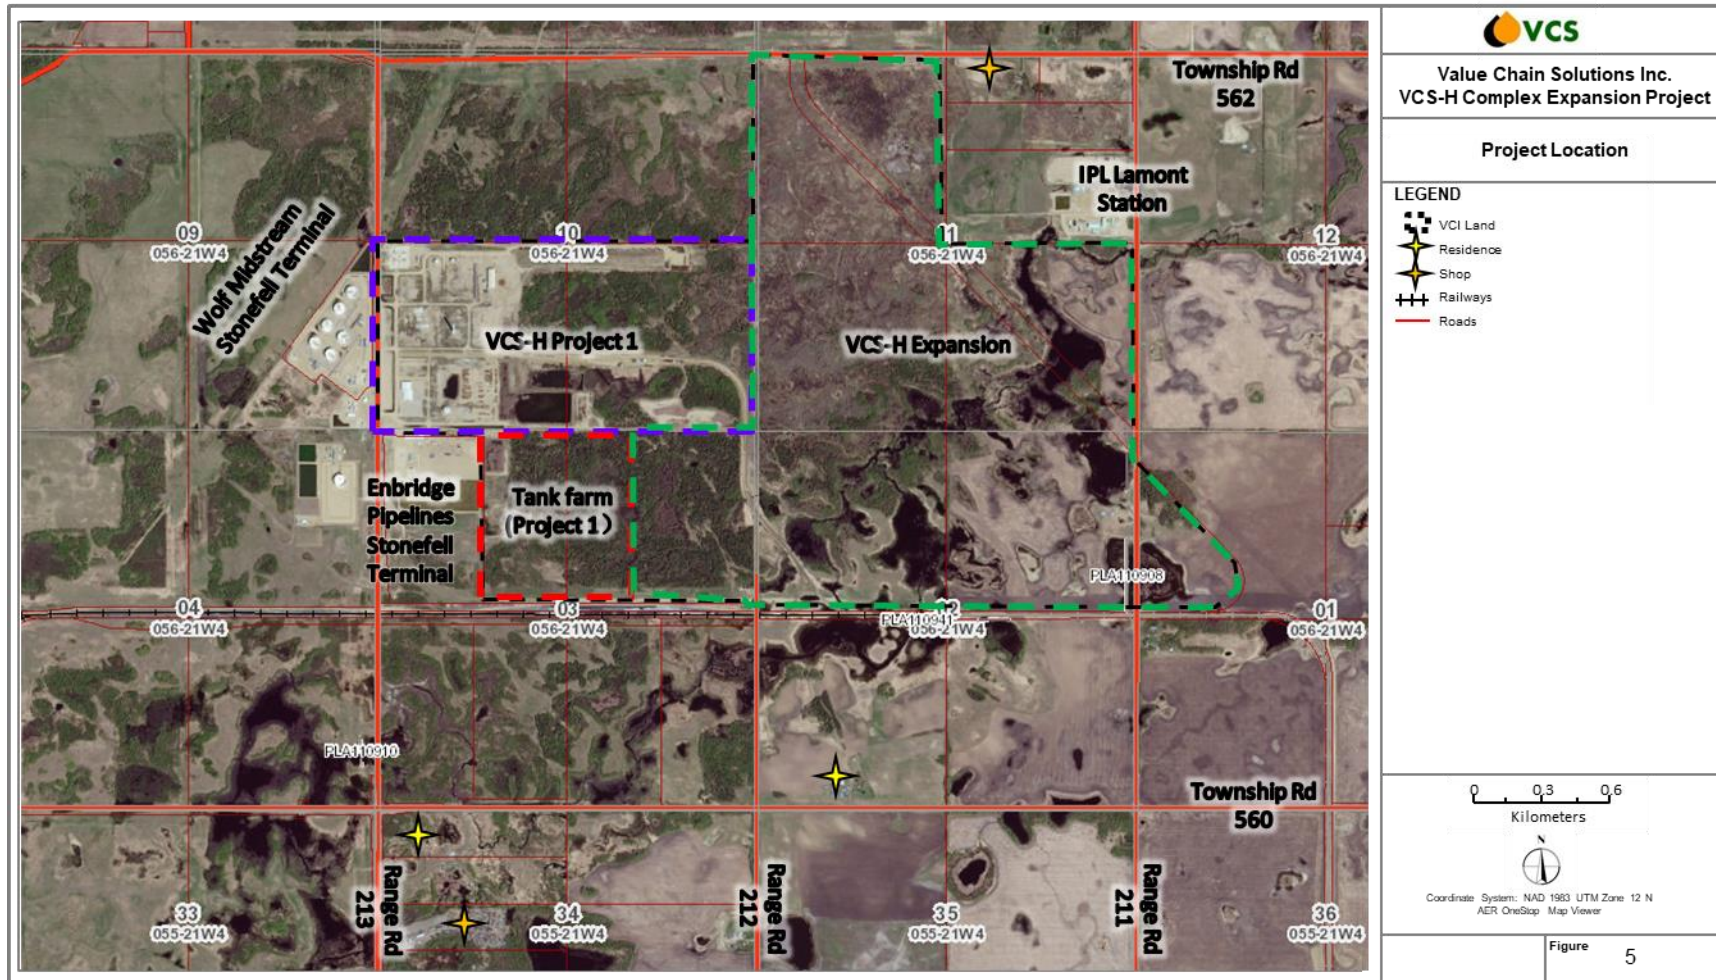 Township Rd
562
IPL Lamont
Station
09
056-21W4
10
056-21W4
11
056-21W4
12
056-21W4
Wolf Midstream
Stonefell Terminal
VCS-H Project 1
VCS-H Expansion
Enbridge
Pipelines
Stonefell
Terminal
Tank farm
(Project 1)
PLA110908
04
056-21W4
03
056-21W4
PLA110941
056-21W4
01
056-21W4
PLA110910
Township Rd
560
Range Rd
213
Range Rd
212
Range Rd
211
33
055-21W4
34
055-21W4
35
055-21W4
36
055-21W4
VCS
Value Chain Solutions Inc.
VCS-H Complex Expansion Project
Project Location
LEGEND
VCI Land
Residence
Shop
Railways
Roads
0 0.3 0.6
Kilometers
N
Coordinate System: NAD 1983 UTM Zone 12 N
AER OneStop Map Viewer
Figure 5